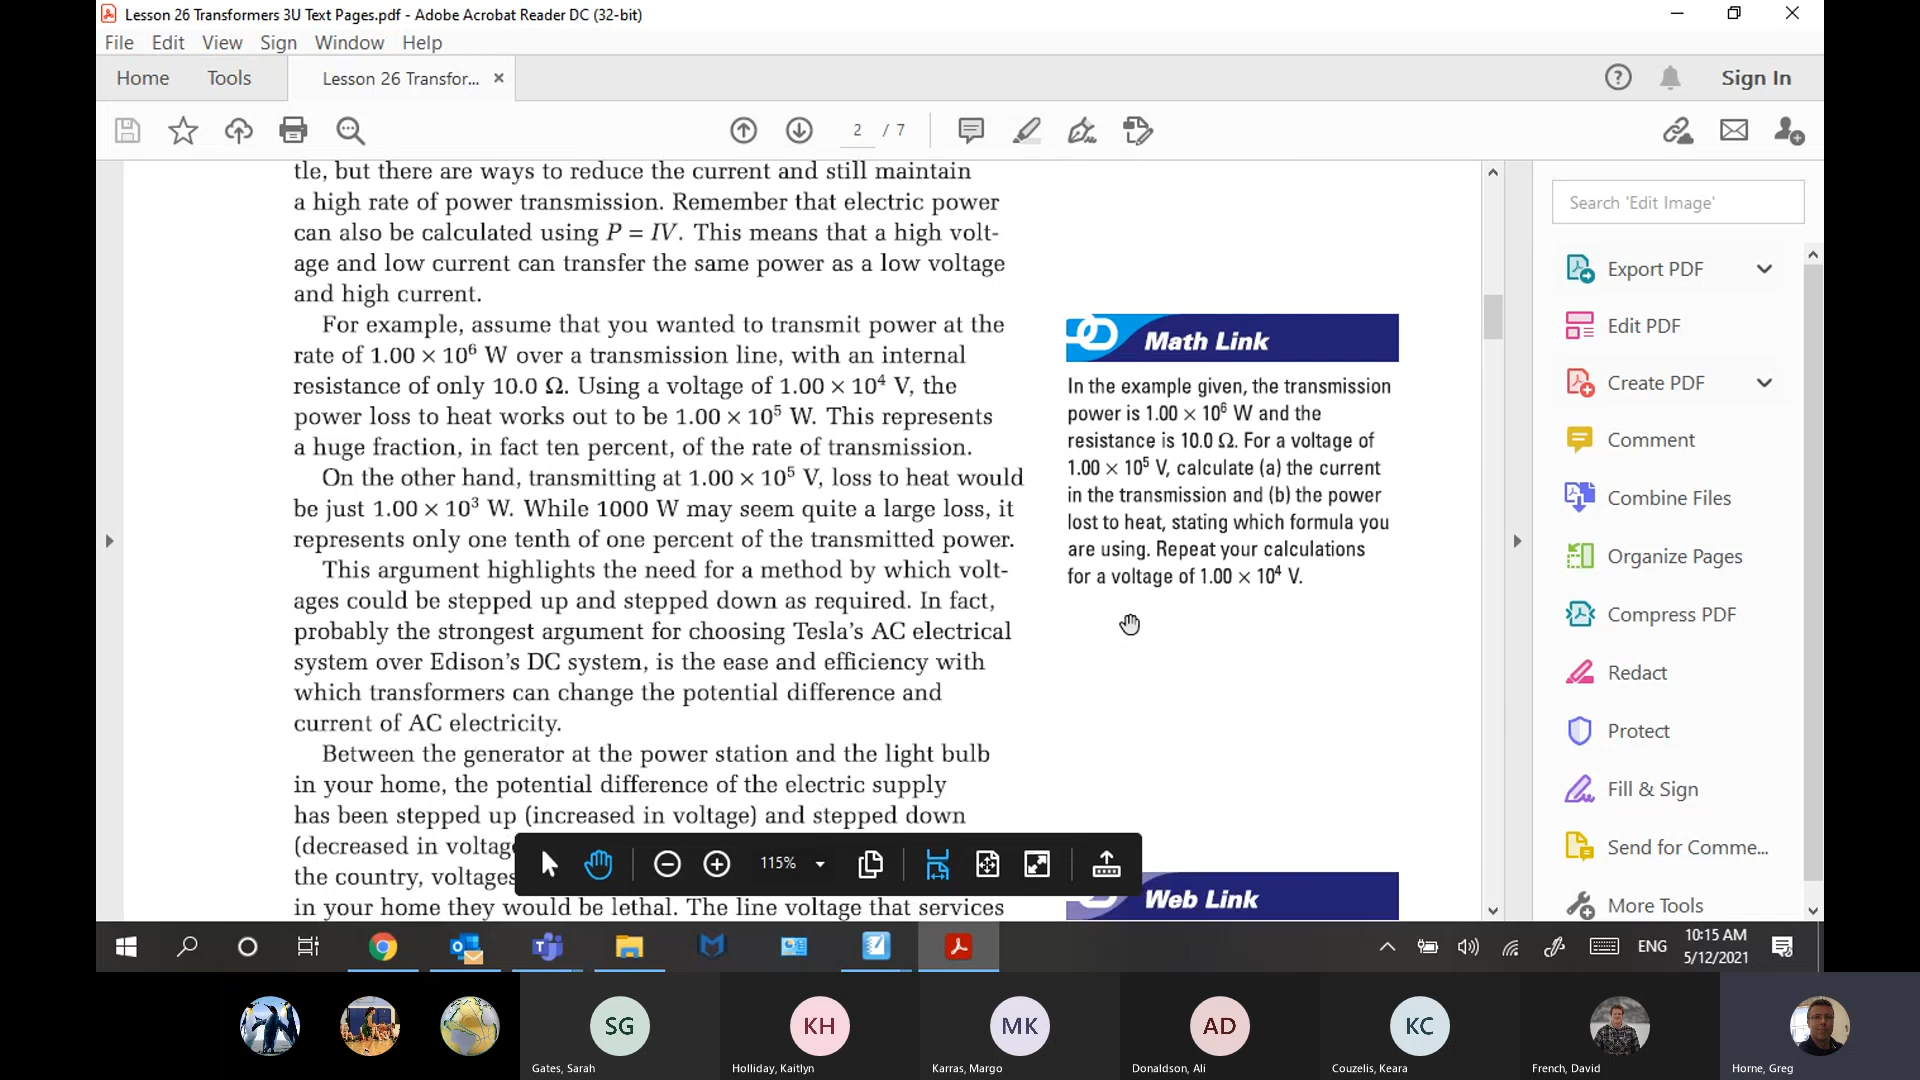 Lesson 26 Transformers 3U Text Pages.pdf - Adobe Acrobat Reader DC (32-bit)
File Edit View Sign Window Help
Home Tools Lesson 26 Transfor... × Sign In
2 / 7
tle, but there are ways to reduce the current and still maintain
a high rate of power transmission. Remember that electric power
can also be calculated using P = IV. This means that a high volt-
age and low current can transfer the same power as a low voltage
and high current.
For example, assume that you wanted to transmit power at the
rate of 1.00 × 10⁶ W over a transmission line, with an internal
resistance of only 10.0 Ω. Using a voltage of 1.00 × 10⁴ V, the
power loss to heat works out to be 1.00 × 10⁵ W. This represents
a huge fraction, in fact ten percent, of the rate of transmission.
On the other hand, transmitting at 1.00 × 10⁵ V, loss to heat would
be just 1.00 × 10³ W. While 1000 W may seem quite a large loss, it
represents only one tenth of one percent of the transmitted power.
This argument highlights the need for a method by which volt-
ages could be stepped up and stepped down as required. In fact,
probably the strongest argument for choosing Tesla's AC electrical
system over Edison's DC system, is the ease and efficiency with
which transformers can change the potential difference and
current of AC electricity.
Between the generator at the power station and the light bulb
in your home, the potential difference of the electric supply
has been stepped up (increased in voltage) and stepped down
(decreased in voltag
the country, voltages
in your home they would be lethal. The line voltage that services
Math Link
In the example given, the transmission
power is 1.00 × 10⁶ W and the
resistance is 10.0 Ω. For a voltage of
1.00 × 10⁵ V, calculate (a) the current
in the transmission and (b) the power
lost to heat, stating which formula you
are using. Repeat your calculations
for a voltage of 1.00 × 10⁴ V.
Web Link
115%
Search 'Edit Image'
Export PDF
Edit PDF
Create PDF
Comment
Combine Files
Organize Pages
Compress PDF
Redact
Protect
Fill & Sign
Send for Comme...
More Tools
ENG
10:15 AM
5/12/2021
SG KH MK AD KC
Gates, Sarah Holliday, Kaitlyn Karras, Margo Donaldson, Ali Couzelis, Keara French, David Horne, Greg